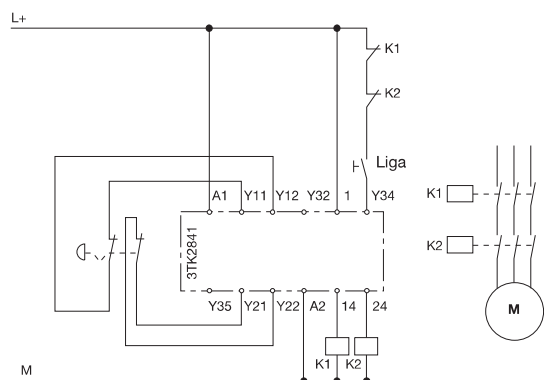 L+
K1
K2
Liga
A1 Y11 Y12 Y32 1 Y34
3TK2841
Y35 Y21 Y22 A2 14 24
K1 K2
M
K1
K2
M